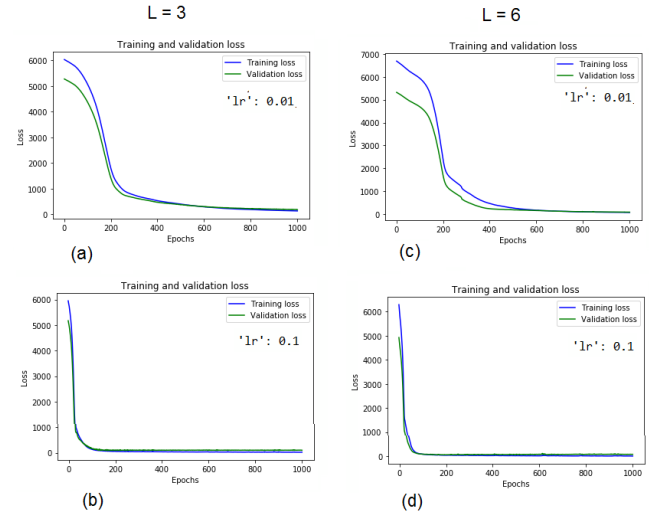 L = 3
L = 6
Training and validation loss
Training loss
Validation loss
'lr': 0.01
6000
5000
4000
3000
2000
1000
0
Loss
0 200 400 600 800 1000
Epochs
(a)
Training and validation loss
Training loss
Validation loss
'lr': 0.01
7000
6000
5000
4000
3000
2000
1000
0
Loss
0 200 400 600 800 1000
Epochs
(c)
Training and validation loss
Training loss
Validation loss
'lr': 0.1
6000
5000
4000
3000
2000
1000
0
Loss
0 200 400 600 800 1000
Epochs
(b)
Training and validation loss
Training loss
Validation loss
'lr': 0.1
6000
5000
4000
3000
2000
1000
0
Loss
0 200 400 600 800 1000
Epochs
(d)